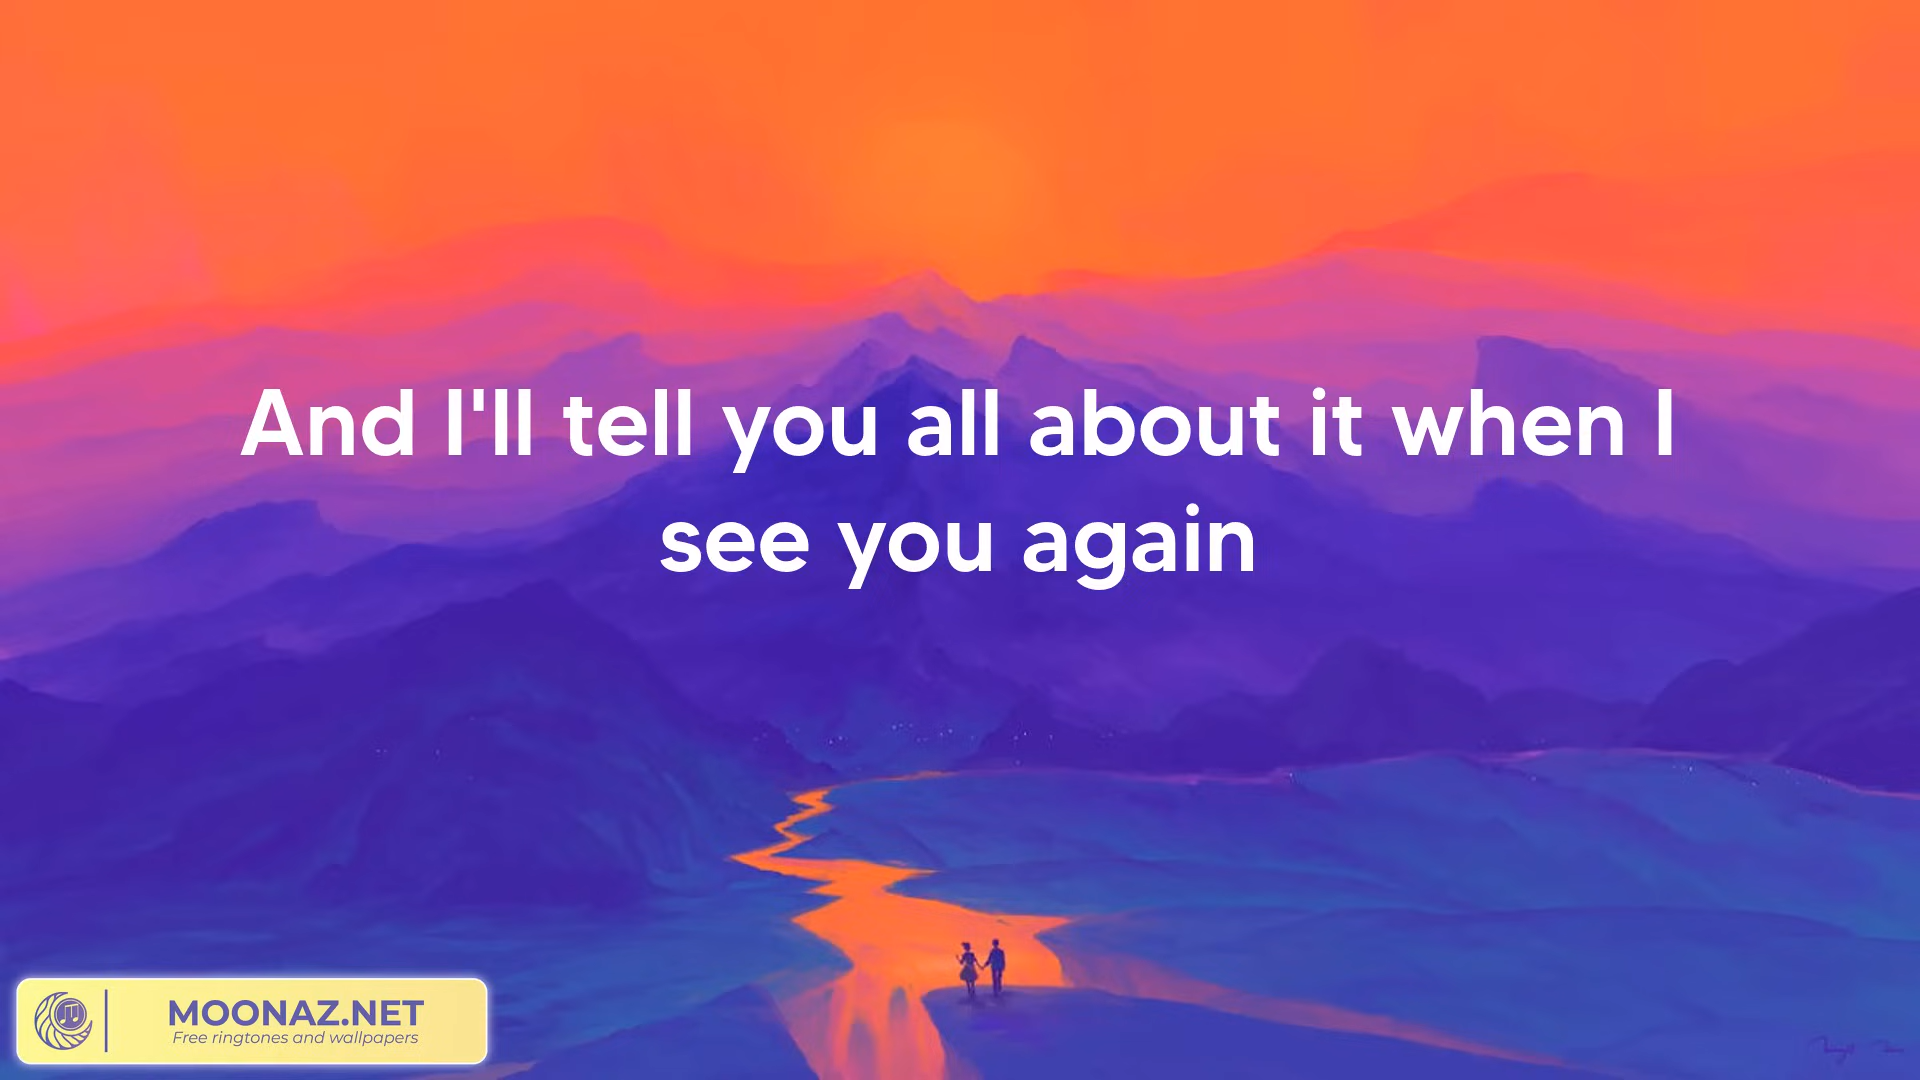 And I'll tell you all about it when I
see you again
MOONAZ.NET
Free ringtones and wallpapers